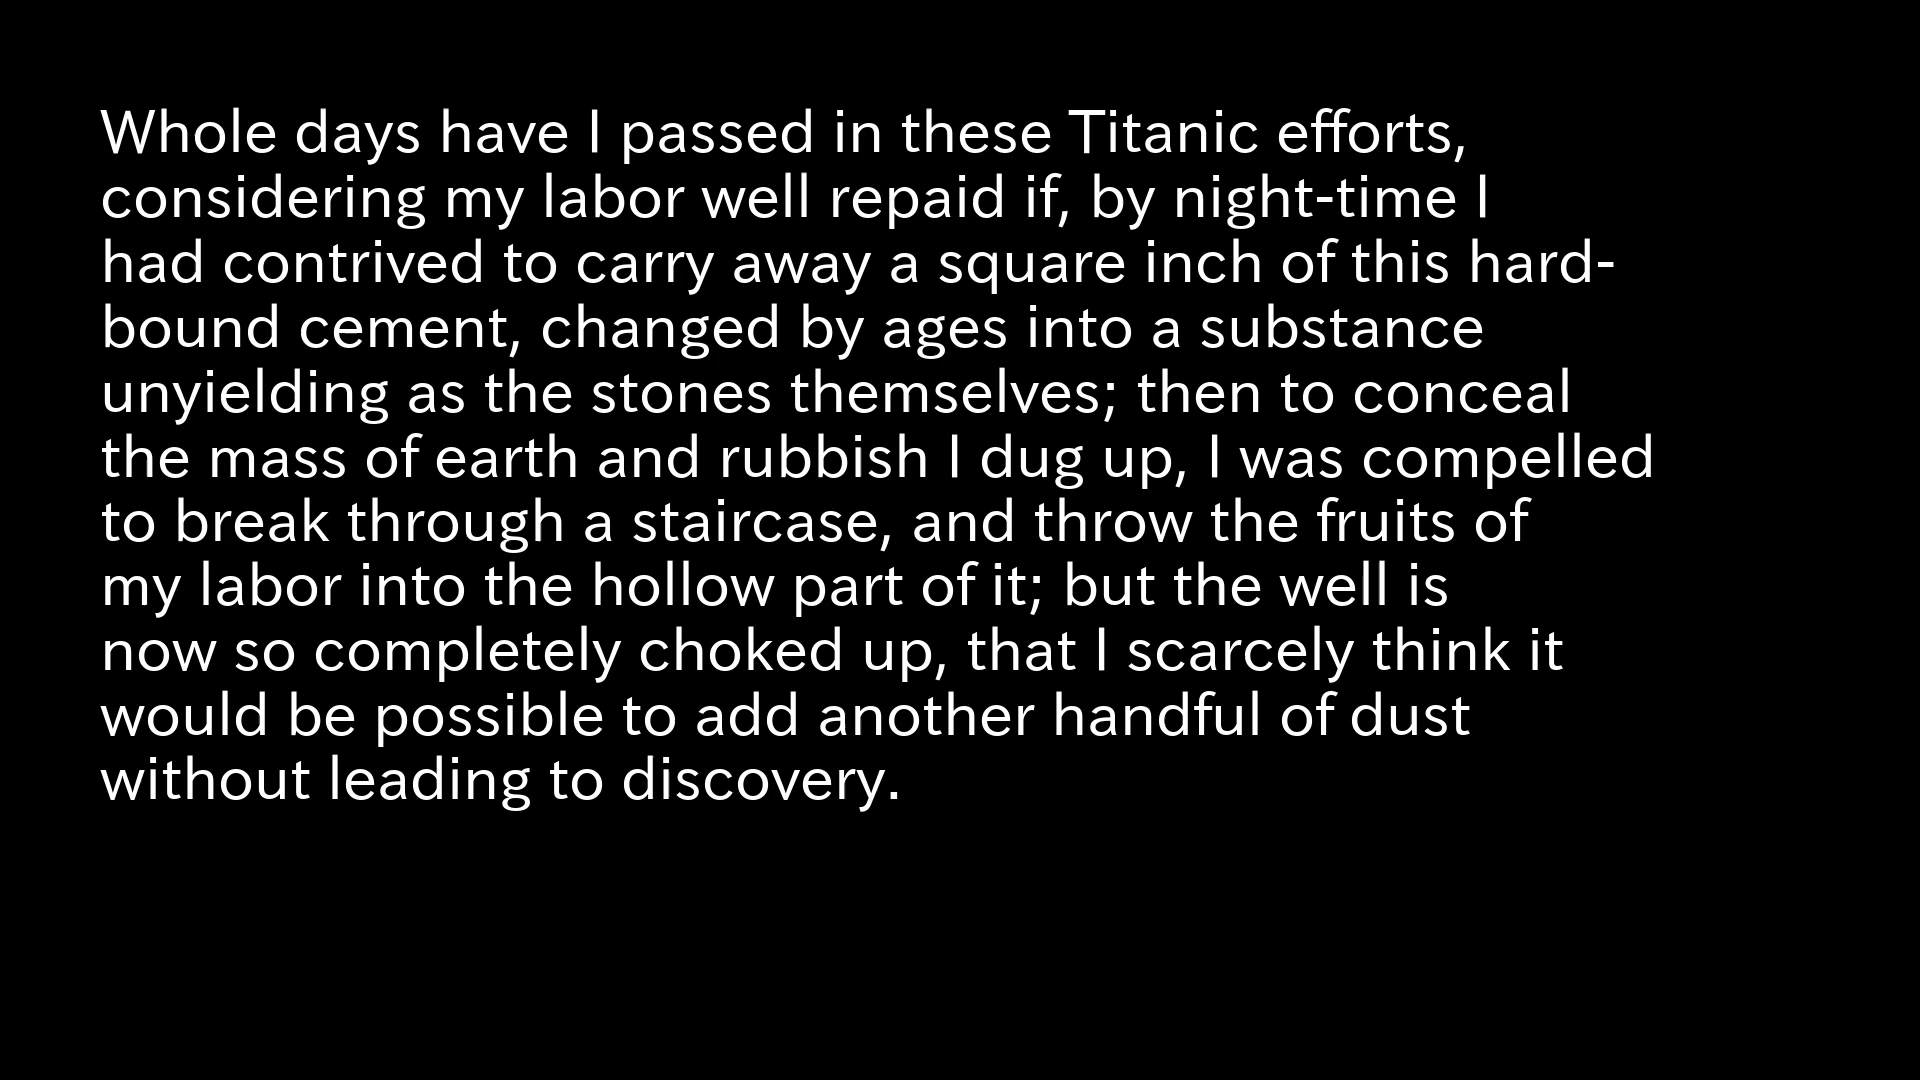 Whole days have I passed in these Titanic efforts,
considering my labor well repaid if, by night-time I
had contrived to carry away a square inch of this hard-
bound cement, changed by ages into a substance
unyielding as the stones themselves; then to conceal
the mass of earth and rubbish I dug up, I was compelled
to break through a staircase, and throw the fruits of
my labor into the hollow part of it; but the well is
now so completely choked up, that I scarcely think it
would be possible to add another handful of dust
without leading to discovery.